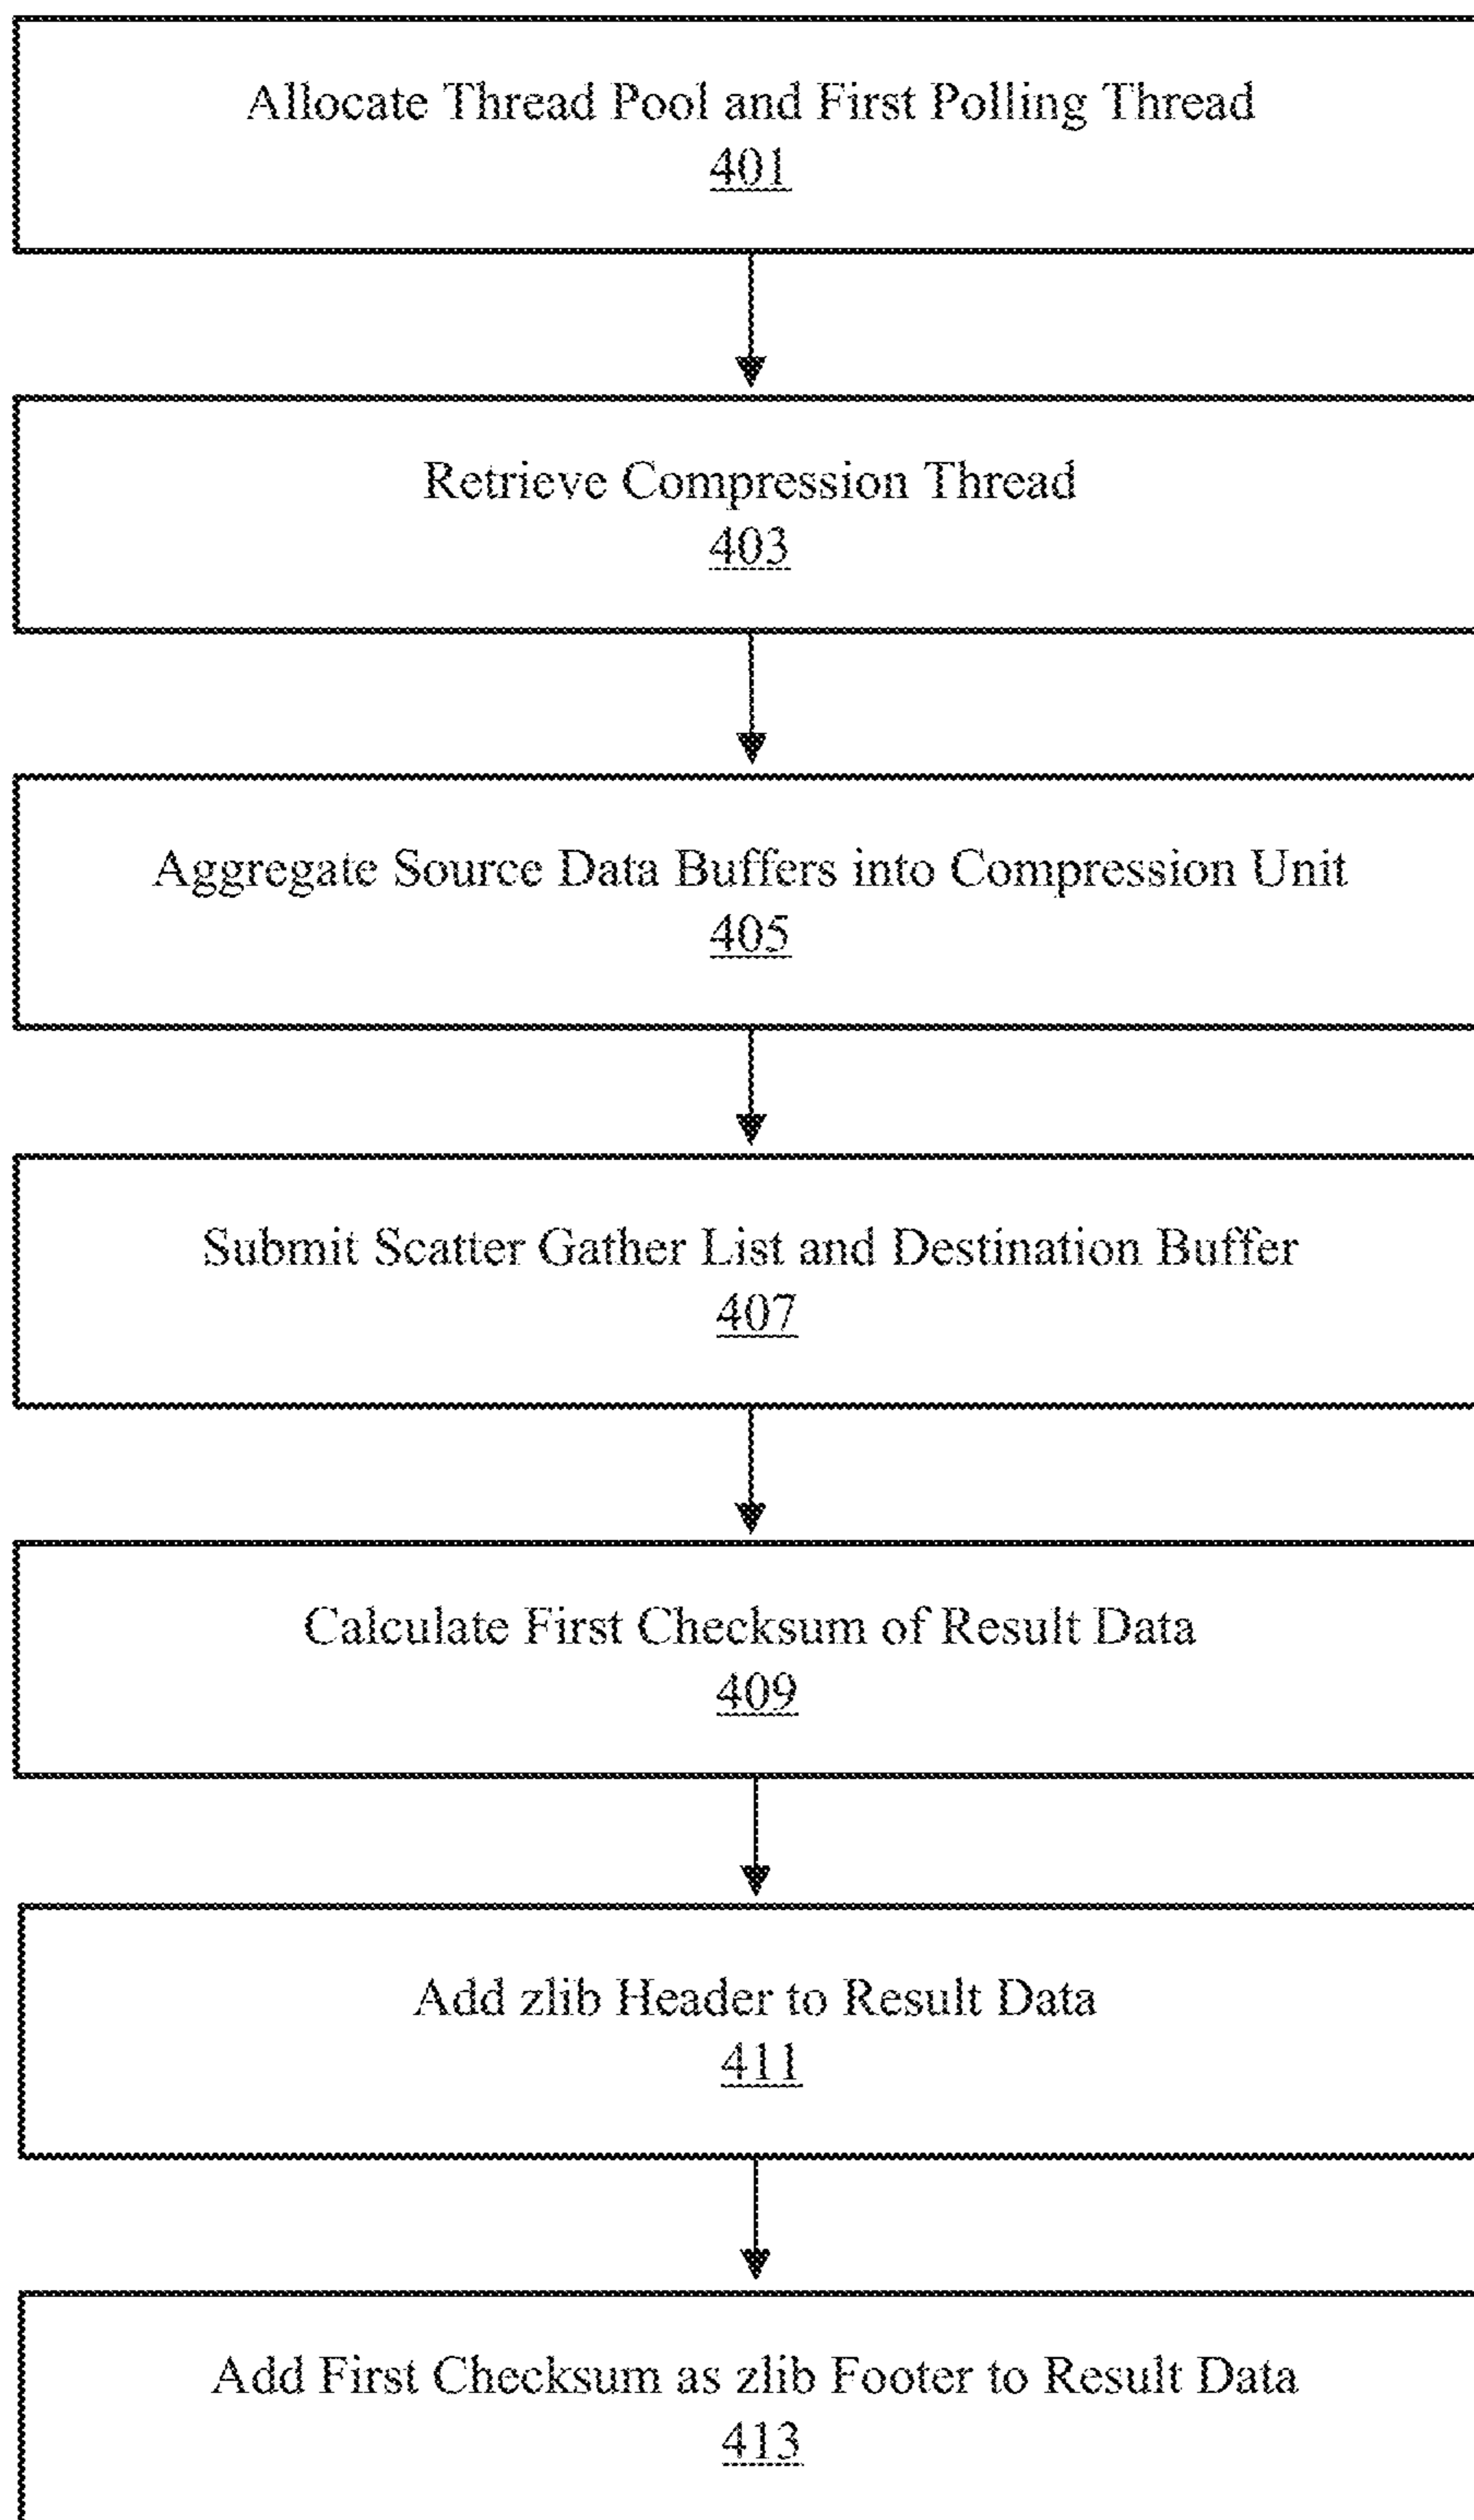 Allocate Thread Pool and First Polling Thread
401
Retrieve Compression Thread
403
Aggregate Source Data Buffers into Compression Unit
405
Submit Scatter Gather List and Destination Buffer
407
Calculate First Checksum of Result Data
409
Add zlib Header to Result Data
411
Add First Checksum as zlib Footer to Result Data
413